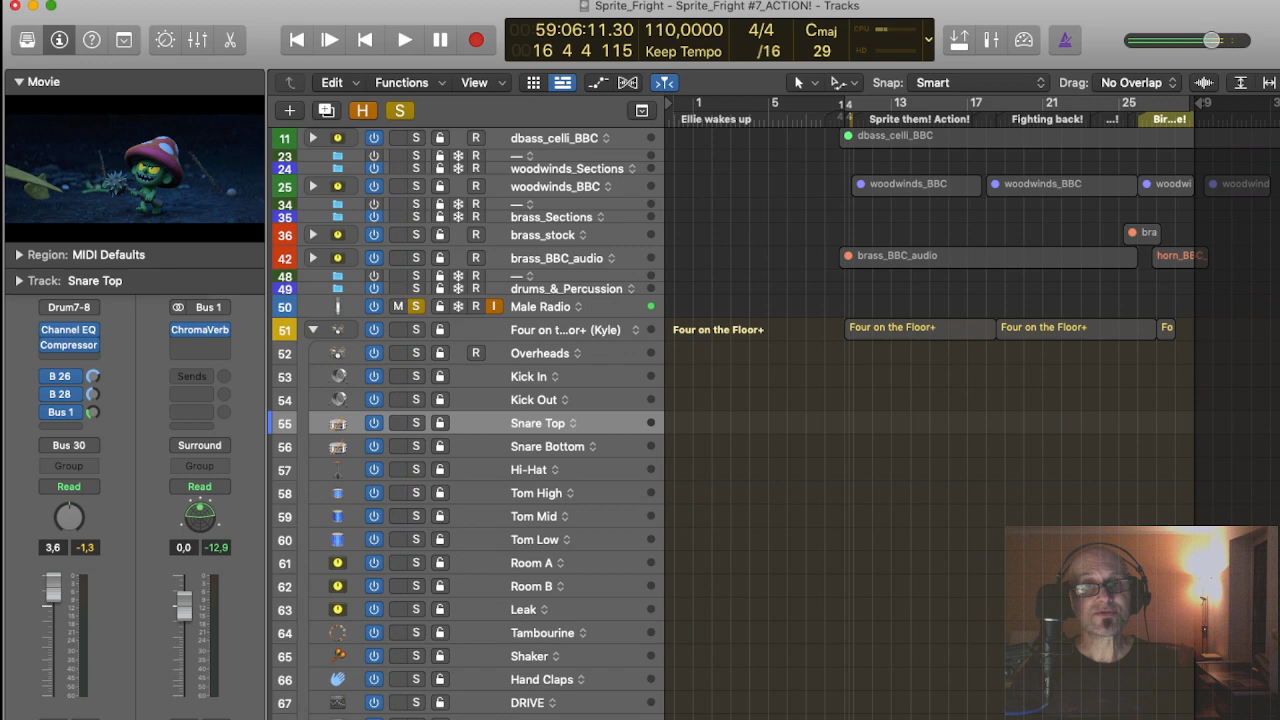 Sprite_Fright - Sprite_Fright #7_ACTION! - Tracks
59:06:11.30 110,0000 4/4 Cmaj
16 4 4 115 Keep Tempo /16 29
CPU
HD
Movie
Edit Functions View Snap: Smart Drag: No Overlap
H S
1 5 13 17 21 25
Ellie wakes up Sprite them! Action! Fighting back! ...! Bir...e!
11 S R dbass_celli_BBC dbass_celli_BBC
23 S R —
24 S R woodwinds_Sections
25 S R woodwinds_BBC woodwinds_BBC woodwinds_BBC woodwi woodwind
34 S R —
35 S R brass_Sections
36 S R brass_stock bra
42 S R brass_BBC_audio brass_BBC_audio horn_BBC_
48 S R —
49 S R drums_& Percussion
50 M S R I Male Radio
51 S Four on t...or+ (Kyle) Four on the Floor+ Four on the Floor+ Four on the Floor+ Fo
52 S R Overheads
53 S Kick In
54 S Kick Out
55 S Snare Top
56 S Snare Bottom
57 S Hi-Hat
58 S Tom High
59 S Tom Mid
60 S Tom Low
61 S Room A
62 S Room B
63 S Leak
64 S Tambourine
65 S Shaker
66 S Hand Claps
67 S DRIVE
Region: MIDI Defaults
Track: Snare Top
Drum7-8 Bus 1
Channel EQ ChromaVerb
Compressor
B 26 Sends
B 28
Bus 1
Bus 30 Surround
Group Group
Read Read
3,6 -1,3 0,0 -12,9